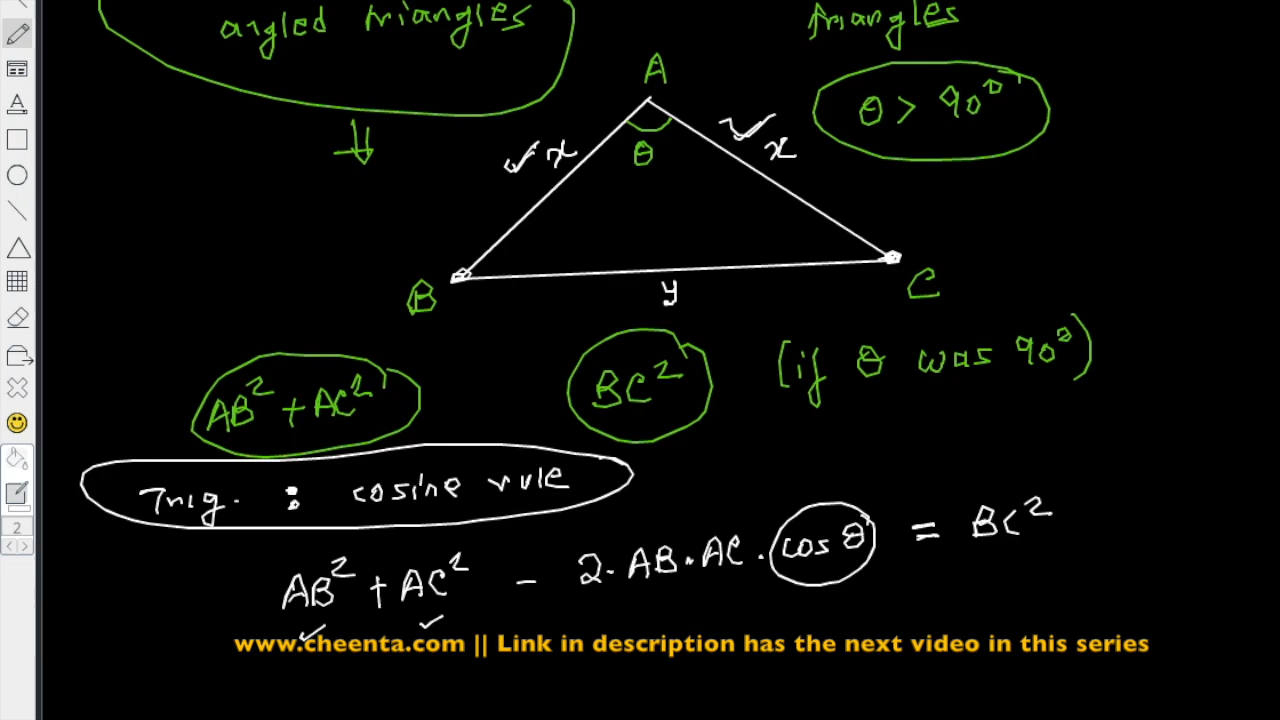 angled triangles
triangles
A
θ > 90°
x
x
θ
B
C
y
AB² + AC²
BC²
(if θ was 90°)
Trig. : cosine rule
AB² + AC² - 2·AB·AC·cos θ = BC²
www.cheenta.com || Link in description has the next video in this series
2